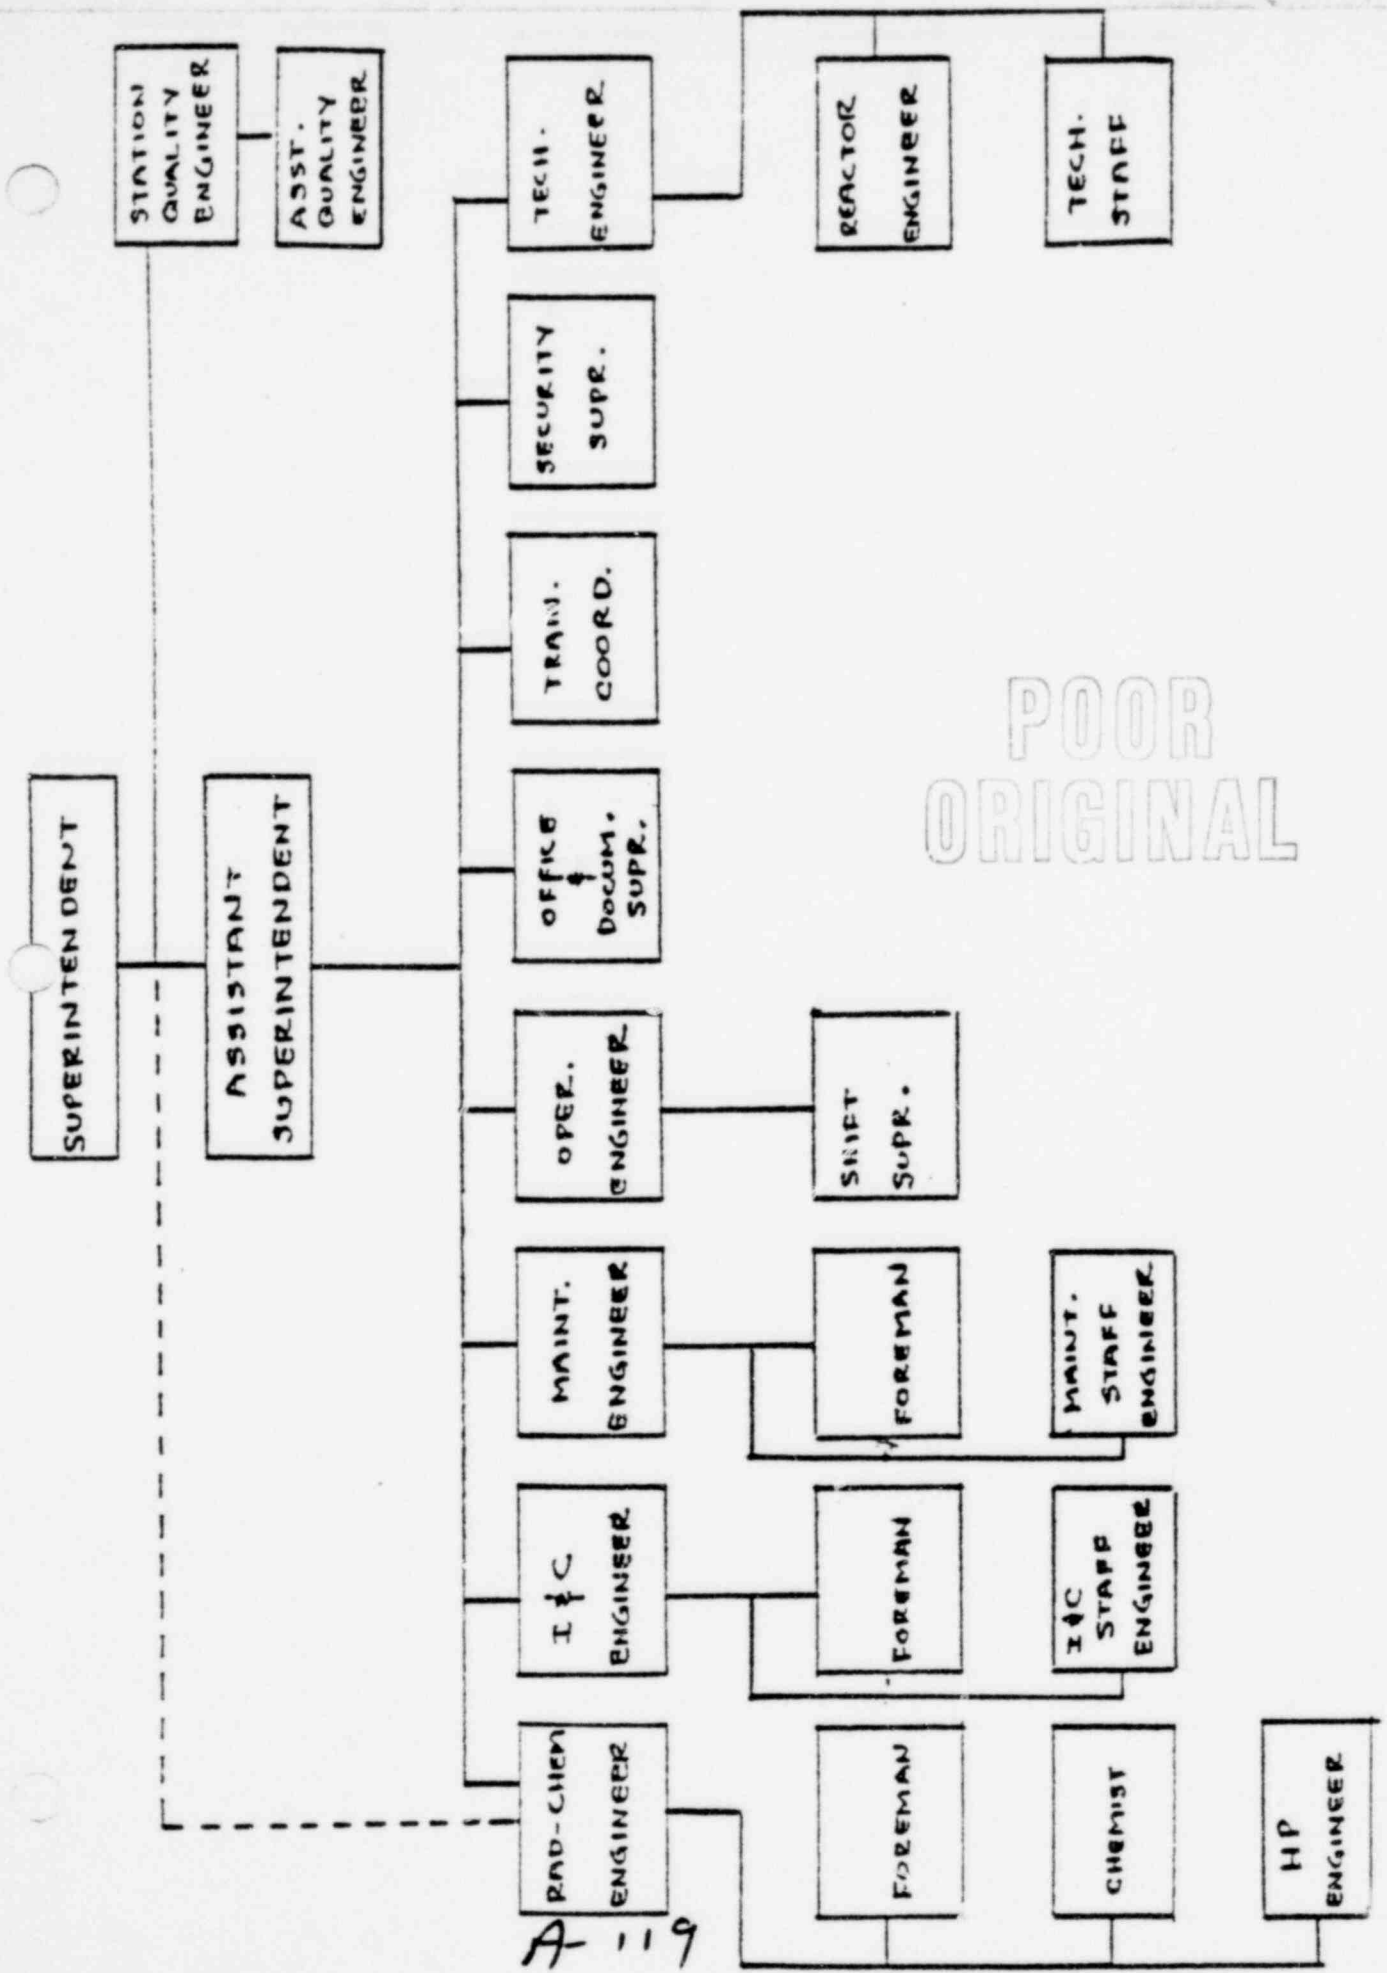 SUPERINTENDENT
STATION
QUALITY
ENGINEER
ASST.
QUALITY
ENGINEER
ASSISTANT
SUPERINTENDENT
RAD-CHEM
ENGINEER
I & C
ENGINEER
MAINT.
ENGINEER
OPER.
ENGINEER
OFFICE
&
DOCUM.
SUPR.
TRAIN.
COORD.
SECURITY
SUPR.
TECH.
ENGINEER
FOREMAN
FOREMAN
FOREMAN
SHIFT
SUPR.
REACTOR
ENGINEER
CHEMIST
I&C
STAFF
ENGINEER
MAINT.
STAFF
ENGINEER
TECH.
STAFF
HP
ENGINEER
POOR
ORIGINAL
A-119